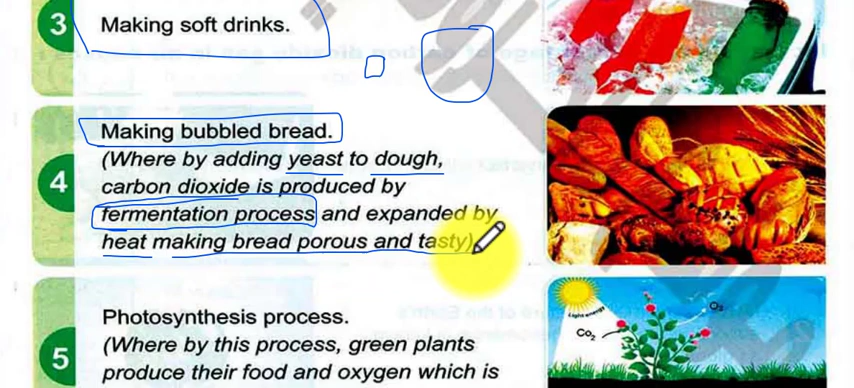 3
Making soft drinks.
4
Making bubbled bread.
(Where by adding yeast to dough,
carbon dioxide is produced by
fermentation process and expanded by
heat making bread porous and tasty)
5
Photosynthesis process.
Light energy
CO₂
O₂
(Where by this process, green plants
produce their food and oxygen which is